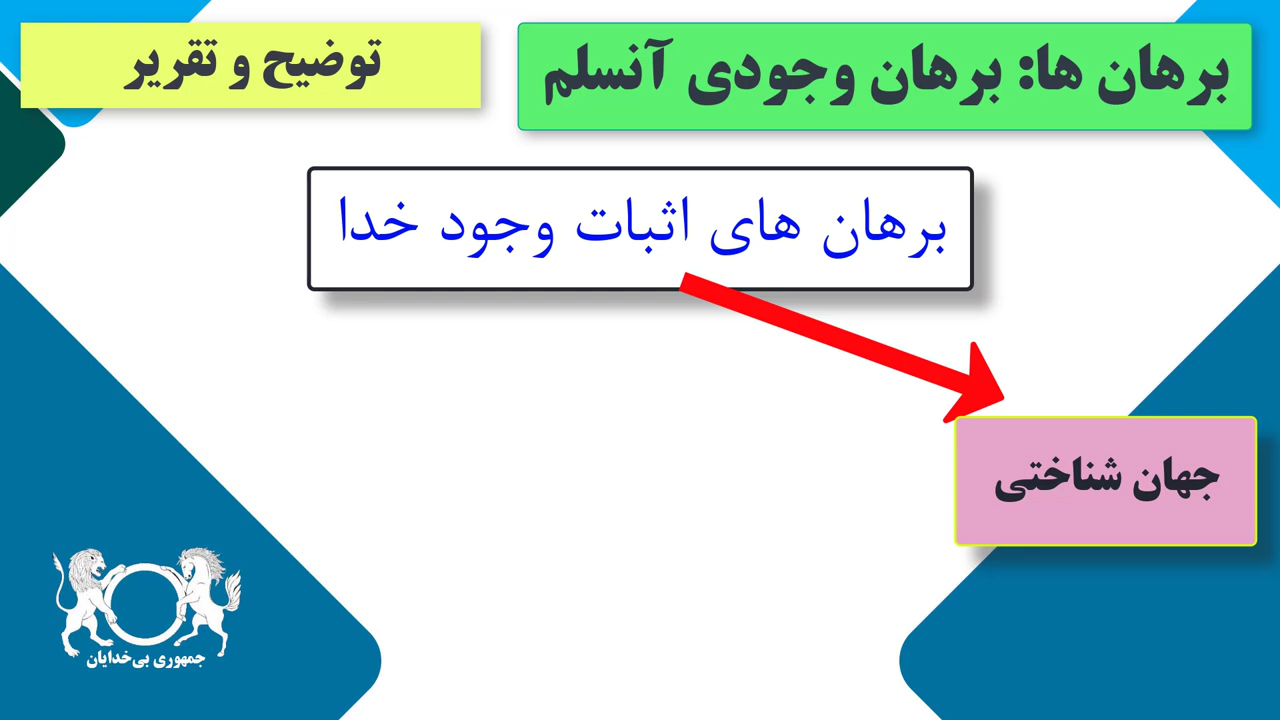 برهان ها: برهان وجودی آنسلم
توضیح و تقریر
برهان های اثبات وجود خدا
جهان شناختی
جمهوری بی‌خدایان